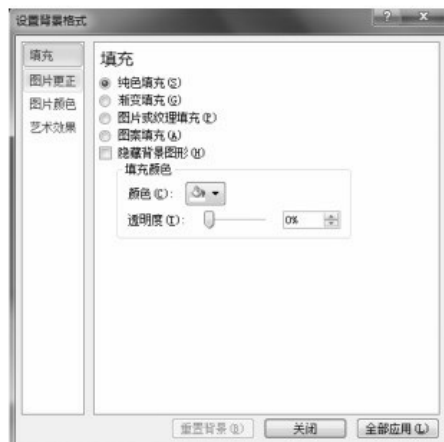 设置背景格式
填充
图片更正
图片颜色
艺术效果
填充
纯色填充(S)
渐变填充(G)
图片或纹理填充(P)
图案填充(A)
隐藏背景图形(H)
填充颜色
颜色(C):
透明度(T): 0%
重置背景(R) 关闭 全部应用(L)